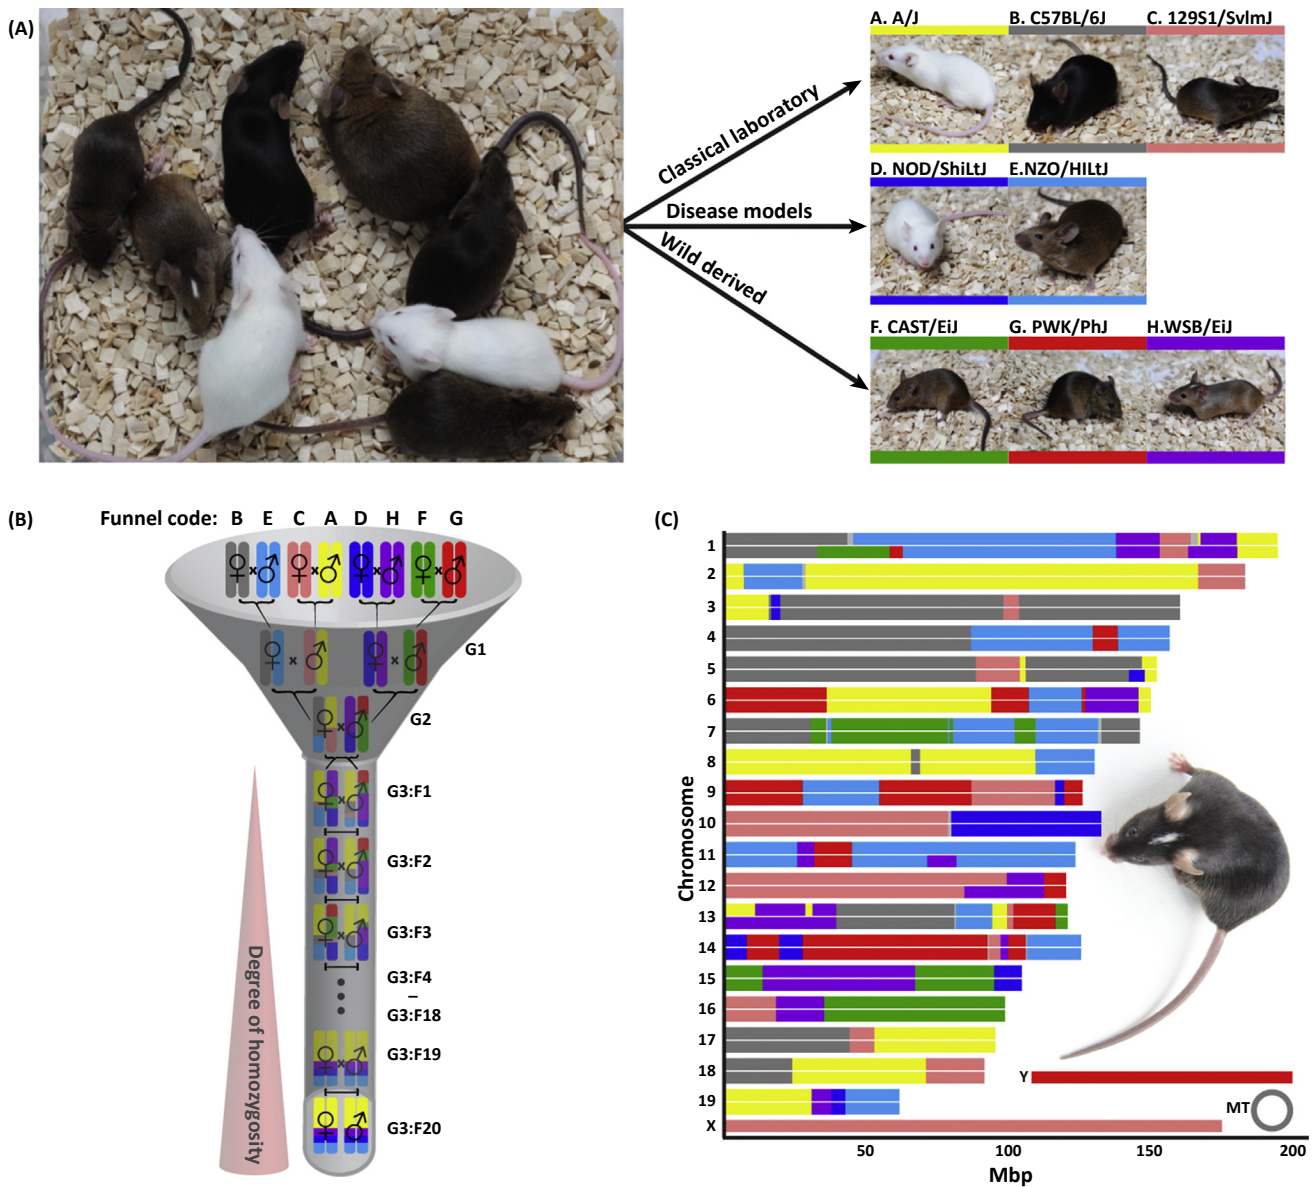 (A)
A. A/J B. C57BL/6J C. 129S1/SvlmJ
Classical laboratory
D. NOD/ShiLtJ E.NZO/HILtJ
Disease models
Wild derived
F. CAST/EiJ G. PWK/PhJ H.WSB/EiJ
(B)
Funnel code: B E C A D H F G
♀ x ♂ ♀ x ♂ ♀ x ♂ ♀ x ♂
♀ x ♂ ♀ x ♂ G1
♀ x ♂ G2
♀ x ♂ G3:F1
♀ x ♂ G3:F2
♀ x ♂ G3:F3
G3:F4
–
G3:F18
♀ x ♂ G3:F19
♀ ♂ G3:F20
Degree of homozygosity
(C)
Chromosome
1
2
3
4
5
6
7
8
9
10
11
12
13
14
15
16
17
18
19
X
Y
MT
50 100 150 200
Mbp